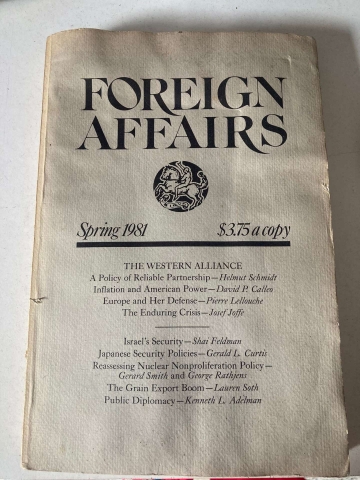 FOREIGN
AFFAIRS
Spring 1981 $3.75 a copy
THE WESTERN ALLIANCE
A Policy of Reliable Partnership—Helmut Schmidt
Inflation and American Power—David P. Calleo
Europe and Her Defense—Pierre Lellouche
The Enduring Crisis—Josef Joffe
Israel's Security—Shai Feldman
Japanese Security Policies—Gerald L. Curtis
Reassessing Nuclear Nonproliferation Policy—
Gerard Smith and George Rathjens
The Grain Export Boom—Lauren Soth
Public Diplomacy—Kenneth L. Adelman